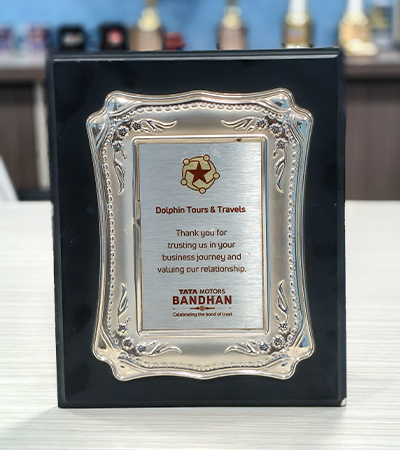 Dolphin Tours & Travels
Thank you for
trusting us in your
business journey and
valuing our relationship.
TATA MOTORS
BANDHAN
Celebrating the bond of trust